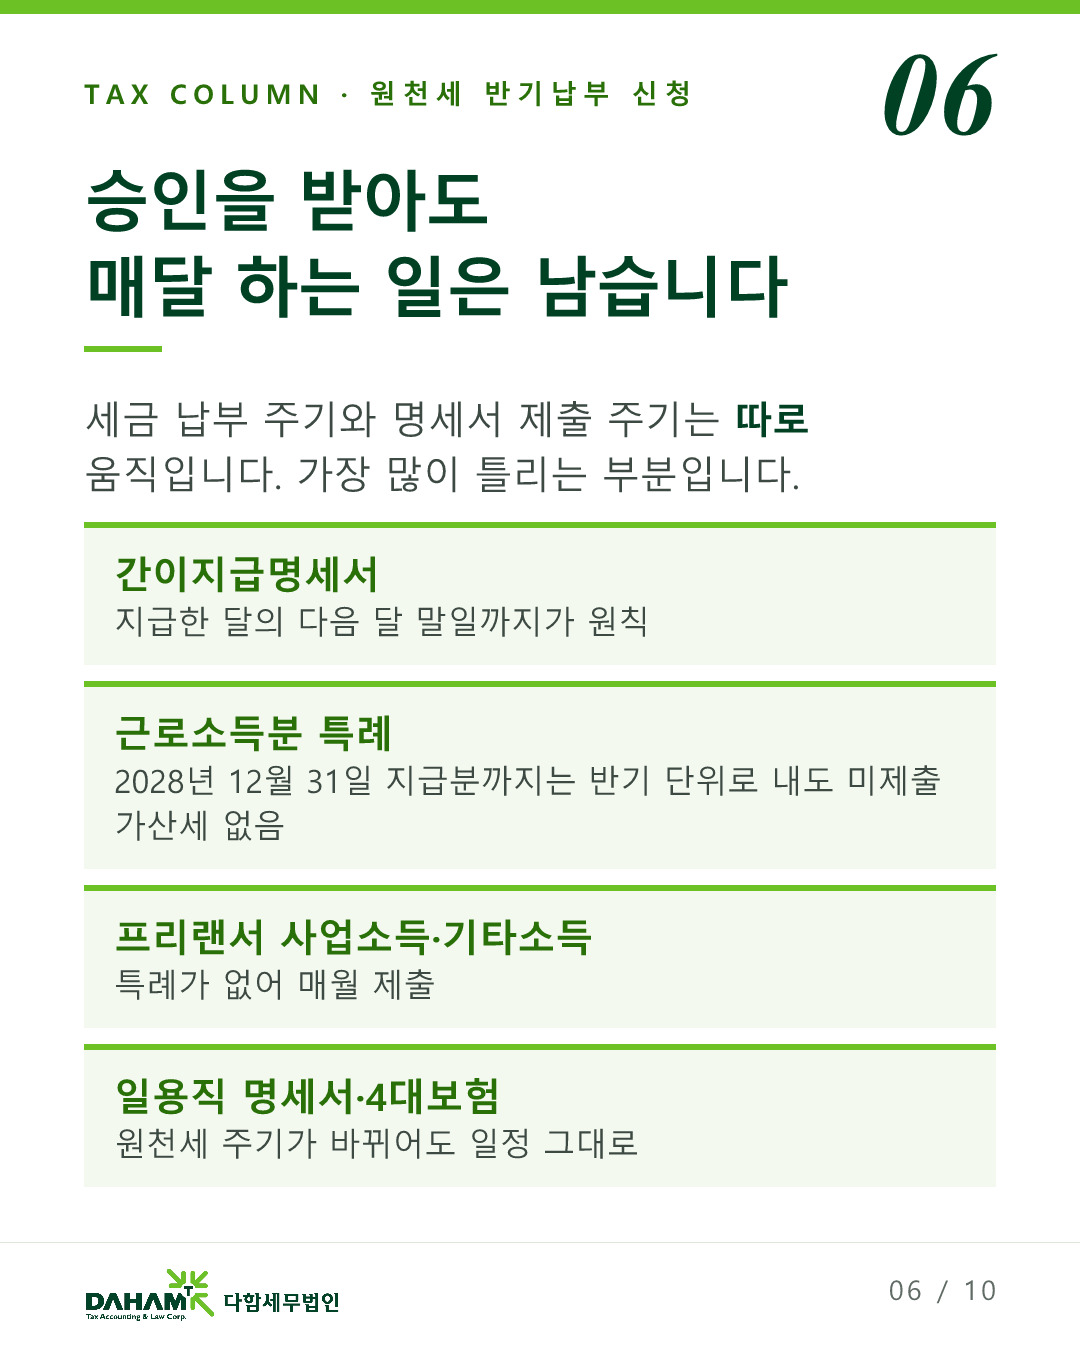 TAX COLUMN · 원천세 반기납부 신청
06
승인을 받아도
매달 하는 일은 남습니다
세금 납부 주기와 명세서 제출 주기는 따로
움직입니다. 가장 많이 틀리는 부분입니다.
간이지급명세서
지급한 달의 다음 달 말일까지가 원칙
근로소득분 특례
2028년 12월 31일 지급분까지는 반기 단위로 내도 미제출
가산세 없음
프리랜서 사업소득·기타소득
특례가 없어 매월 제출
일용직 명세서·4대보험
원천세 주기가 바뀌어도 일정 그대로
DAHAM T 다함세무법인
Tax Accounting & Law Corp.
06 / 10